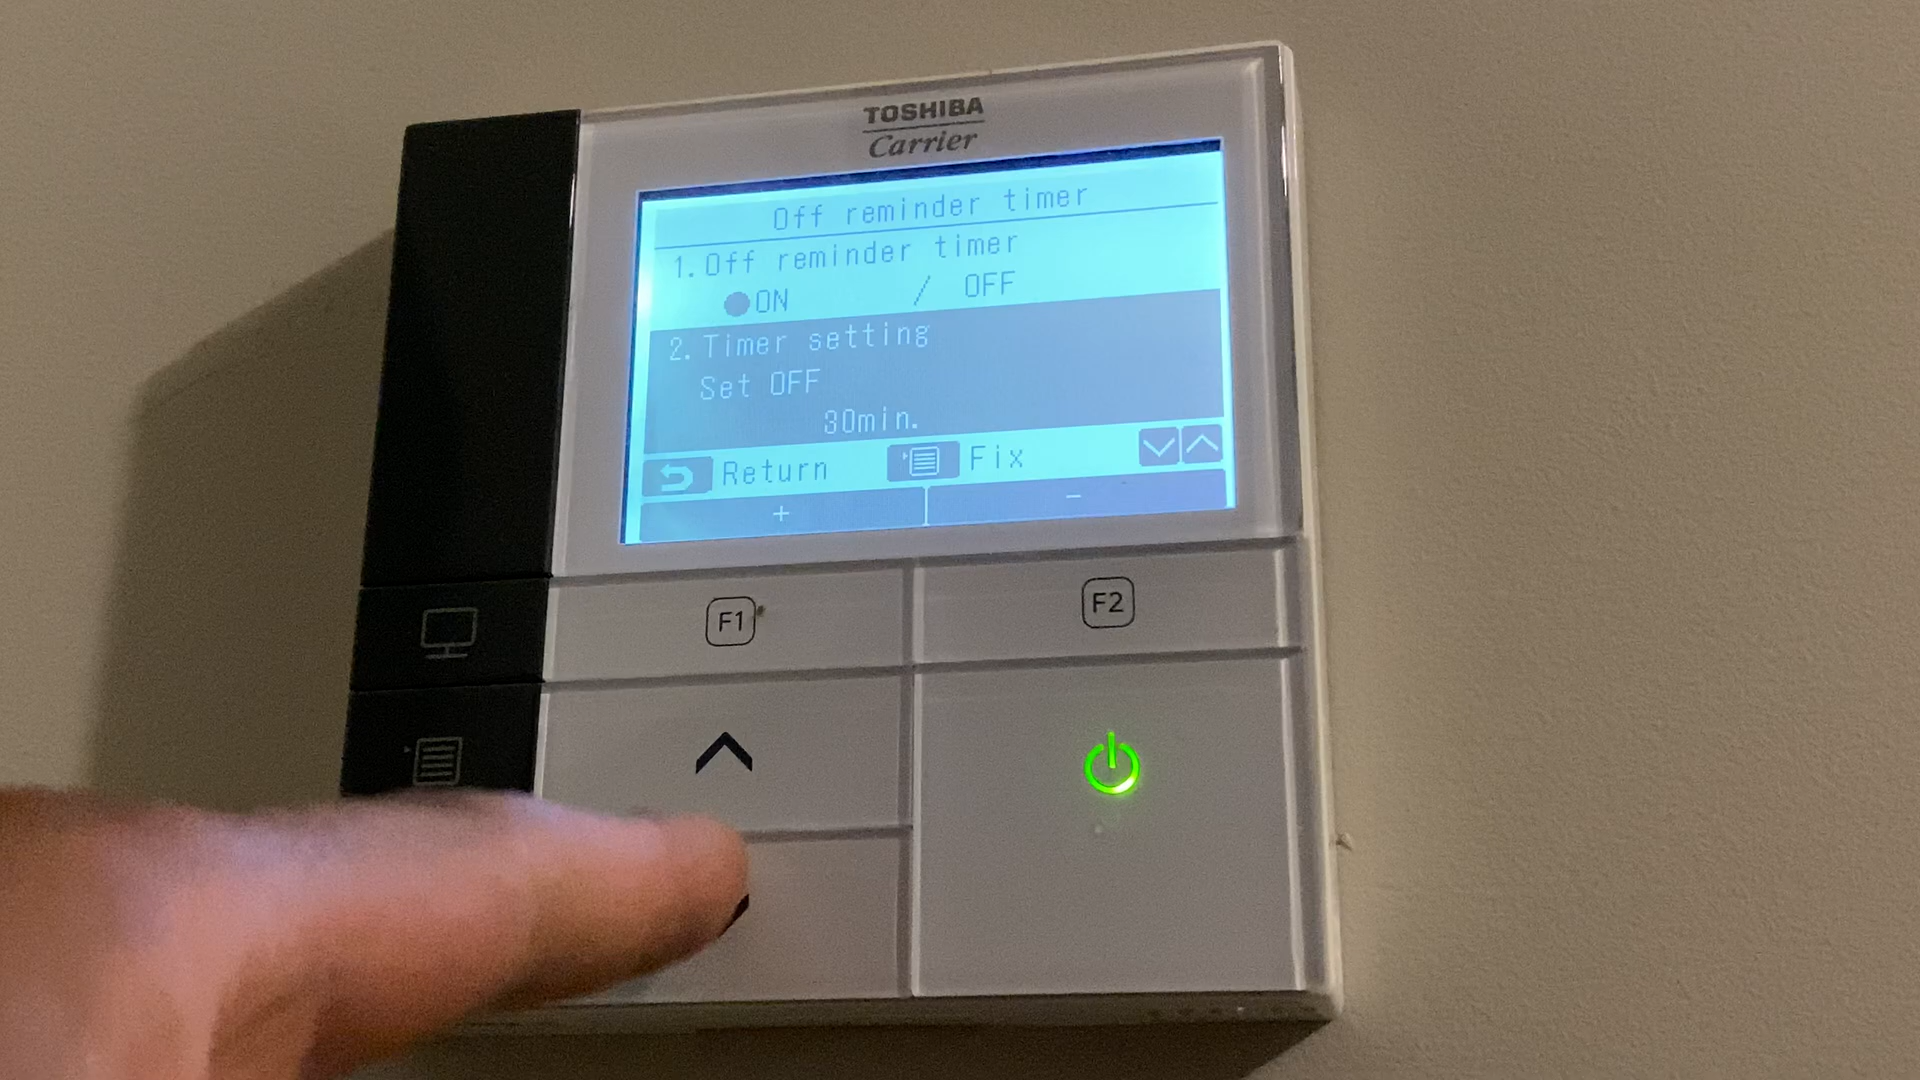 TOSHIBA
Carrier
Off reminder timer
1.Off reminder timer
●ON / OFF
2.Timer setting
Set OFF
30min.
Return Fix
+ −
F1 F2